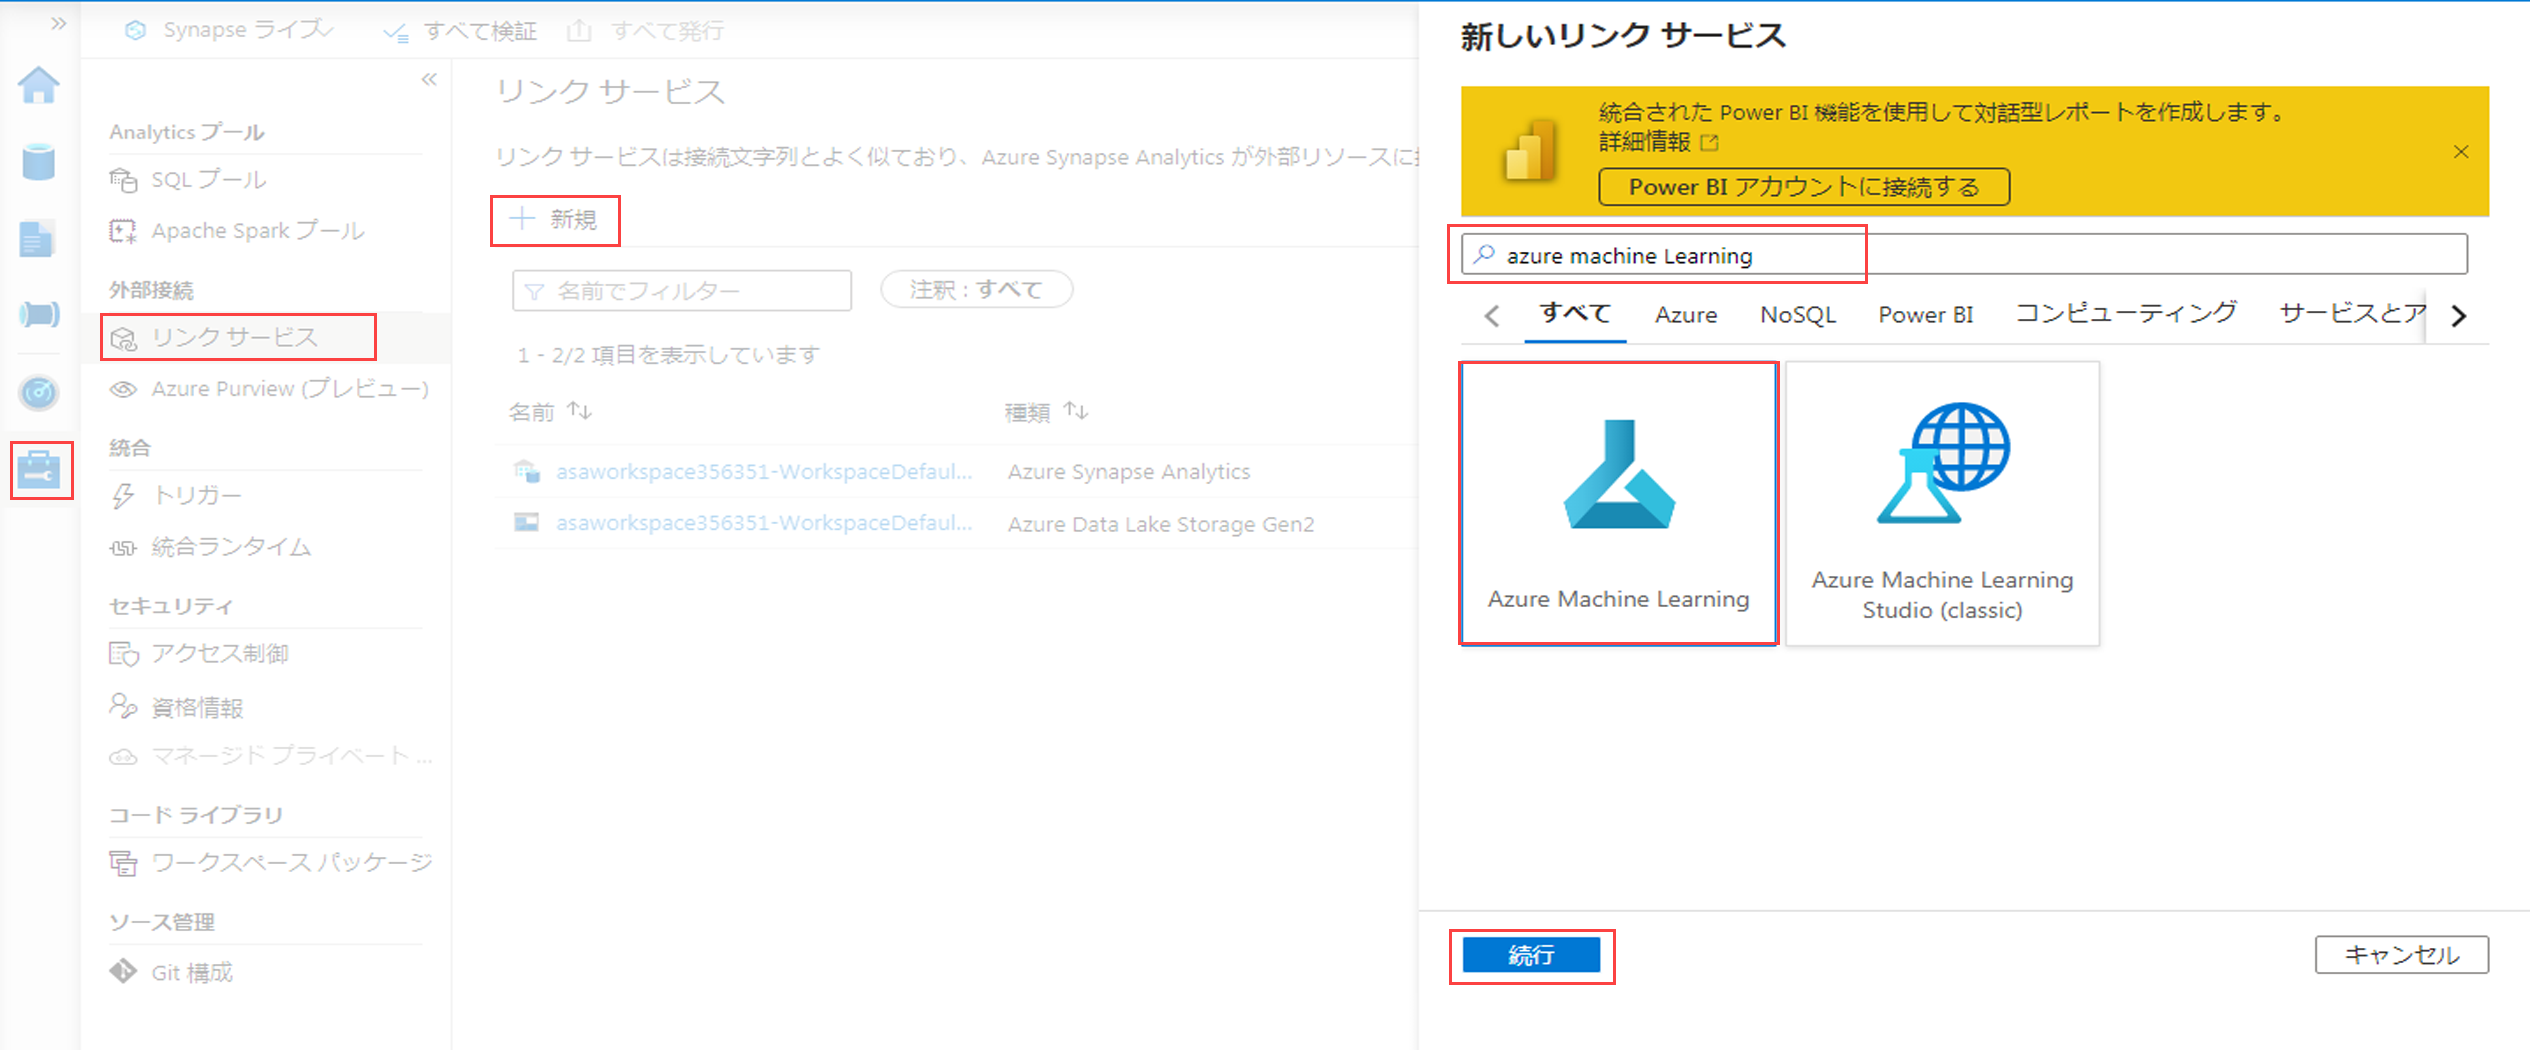 Synapse ライブ
すべて検証
すべて発行
Analytics プール
SQL プール
Apache Spark プール
外部接続
リンク サービス
Azure Purview (プレビュー)
統合
トリガー
統合ランタイム
セキュリティ
アクセス制御
資格情報
マネージド プライベート ...
コード ライブラリ
ワークスペース パッケージ
ソース管理
Git 構成
リンク サービス
リンク サービスは接続文字列とよく似ており、Azure Synapse Analytics が外部リソースに
新規
名前でフィルター
注釈 : すべて
1 - 2/2 項目を表示しています
名前 種類
asaworkspace356351-WorkspaceDefaul... Azure Synapse Analytics
asaworkspace356351-WorkspaceDefaul... Azure Data Lake Storage Gen2
新しいリンク サービス
統合された Power BI 機能を使用して対話型レポートを作成します。
詳細情報
Power BI アカウントに接続する
azure machine Learning
すべて Azure NoSQL Power BI コンピューティング サービスとア
Azure Machine Learning
Azure Machine Learning
Studio (classic)
続行
キャンセル